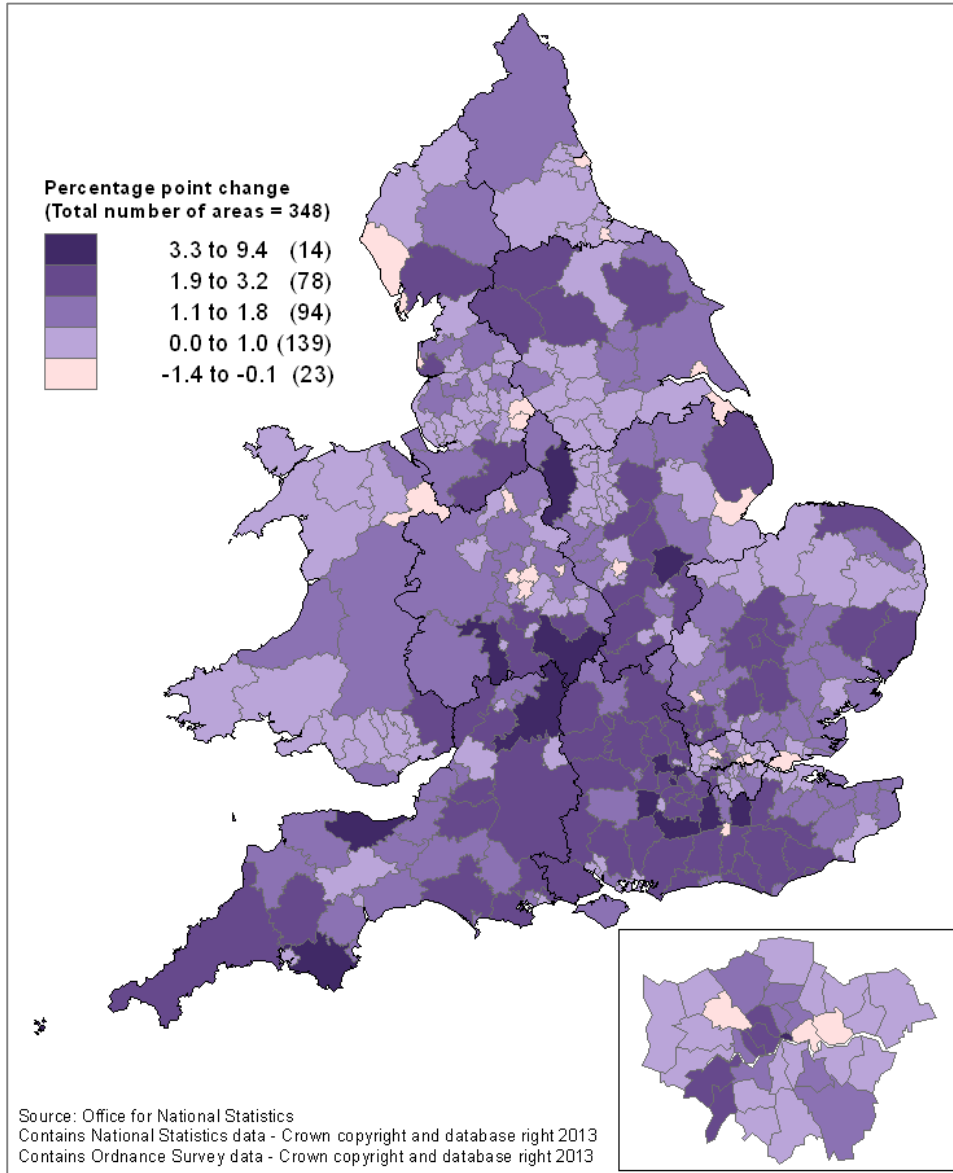 Percentage point change
(Total number of areas = 348)
3.3 to 9.4 (14)
1.9 to 3.2 (78)
1.1 to 1.8 (94)
0.0 to 1.0 (139)
-1.4 to -0.1 (23)
Source: Office for National Statistics
Contains National Statistics data - Crown copyright and database right 2013
Contains Ordnance Survey data - Crown copyright and database right 2013